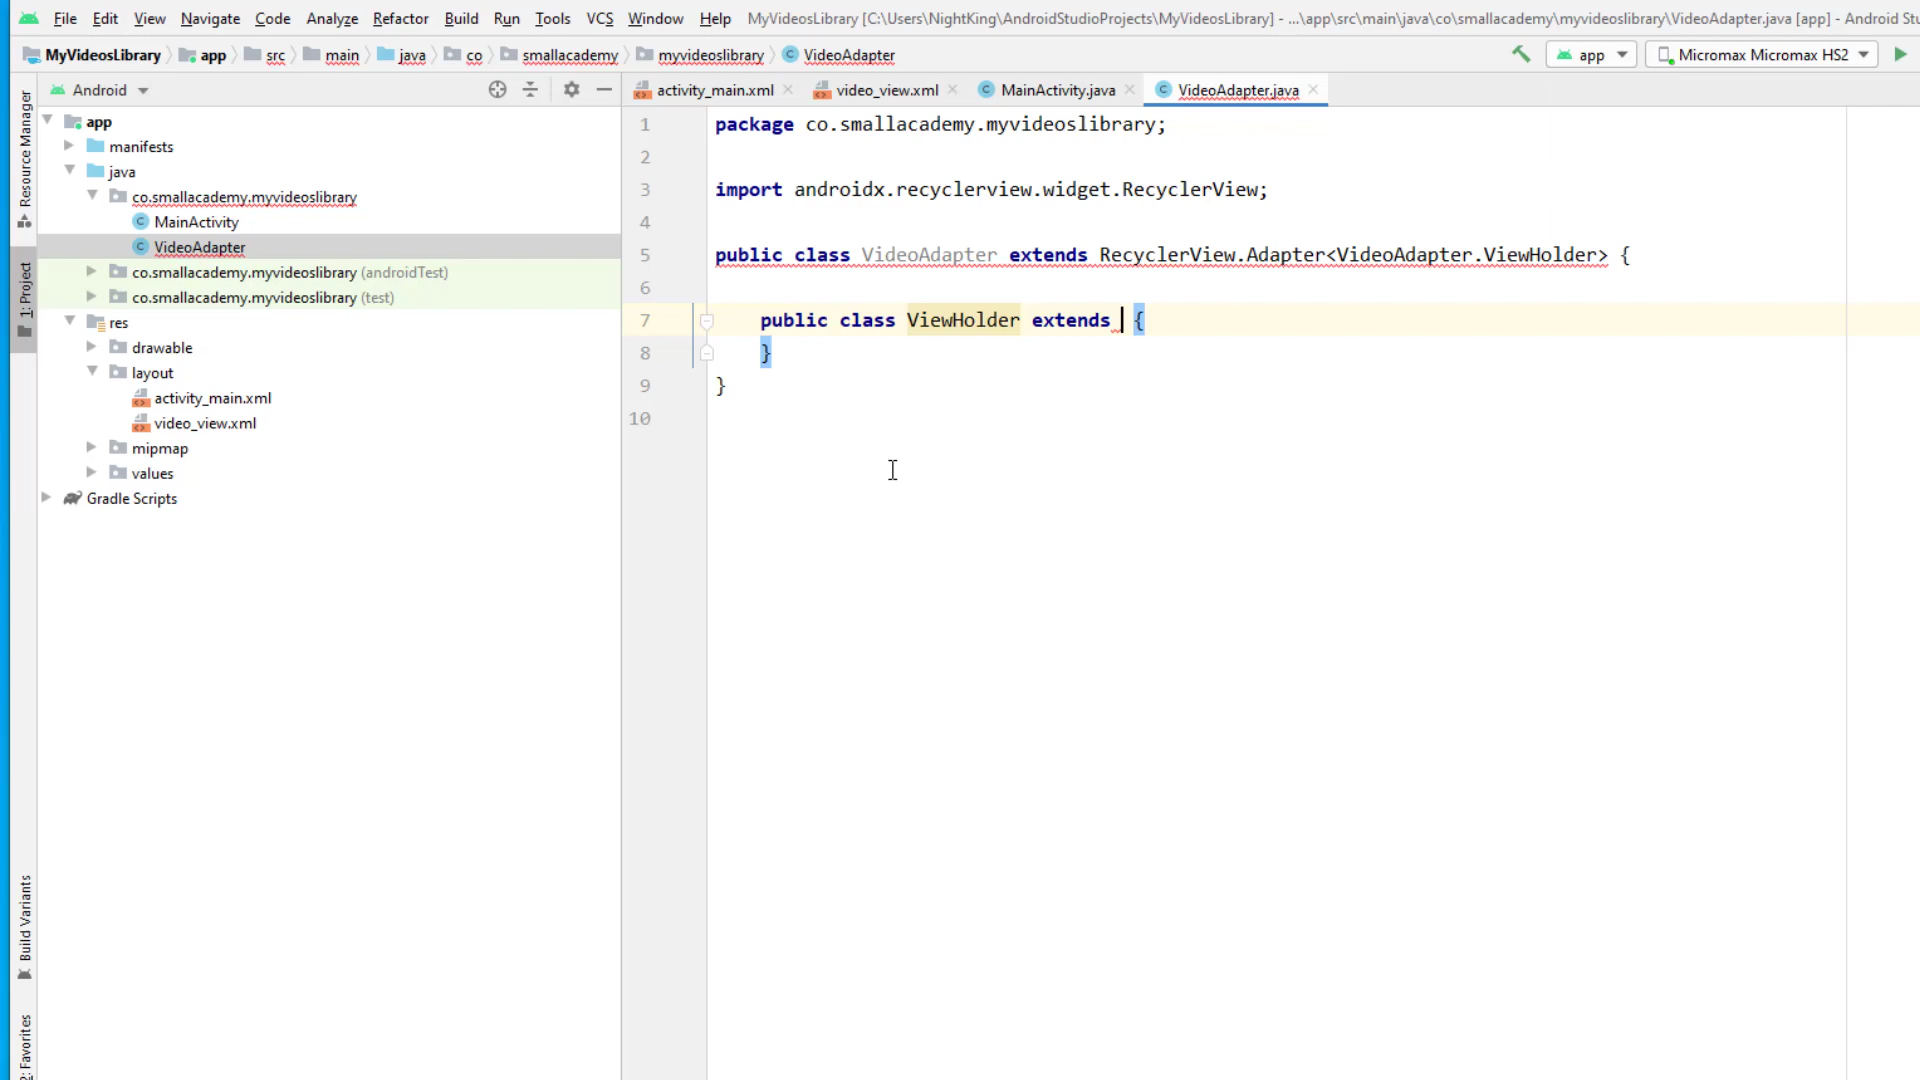 File Edit View Navigate Code Analyze Refactor Build Run Tools VCS Window Help MyVideosLibrary [C:\Users\NightKing\AndroidStudioProjects\MyVideosLibrary] - ...\app\src\main\java\co\smallacademy\myvideoslibrary\VideoAdapter.java [app] - Android Stu
MyVideosLibrary app src main java co smallacademy myvideoslibrary VideoAdapter app Micromax Micromax HS2
Android
activity_main.xml video_view.xml MainActivity.java VideoAdapter.java
Resource Manager
1: Project
Build Variants
2: Favorites
app
manifests
java
co.smallacademy.myvideoslibrary
MainActivity
VideoAdapter
co.smallacademy.myvideoslibrary (androidTest)
co.smallacademy.myvideoslibrary (test)
res
drawable
layout
activity_main.xml
video_view.xml
mipmap
values
Gradle Scripts
1 package co.smallacademy.myvideoslibrary;
2
3 import androidx.recyclerview.widget.RecyclerView;
4
5 public class VideoAdapter extends RecyclerView.Adapter<VideoAdapter.ViewHolder> {
6
7 public class ViewHolder extends {
8 }
9 }
10